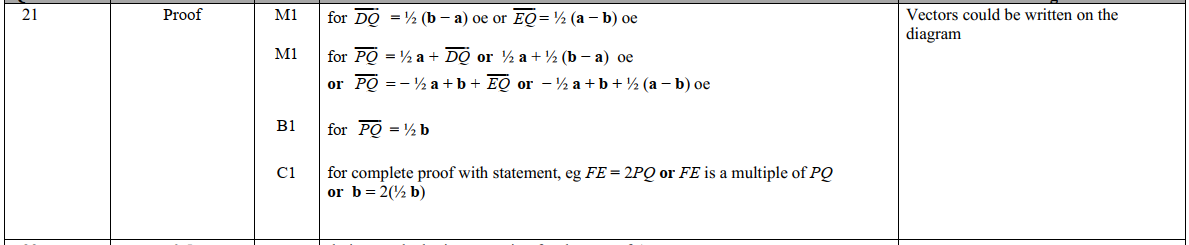 21 Proof M1 for DQ = ½ (b – a) oe or EQ = ½ (a – b) oe Vectors could be written on the
diagram
M1 for PQ = ½ a + DQ or ½ a + ½ (b – a) oe
or PQ = – ½ a + b + EQ or – ½ a + b + ½ (a – b) oe
B1 for PQ = ½ b
C1 for complete proof with statement, eg FE = 2PQ or FE is a multiple of PQ
or b = 2(½ b)